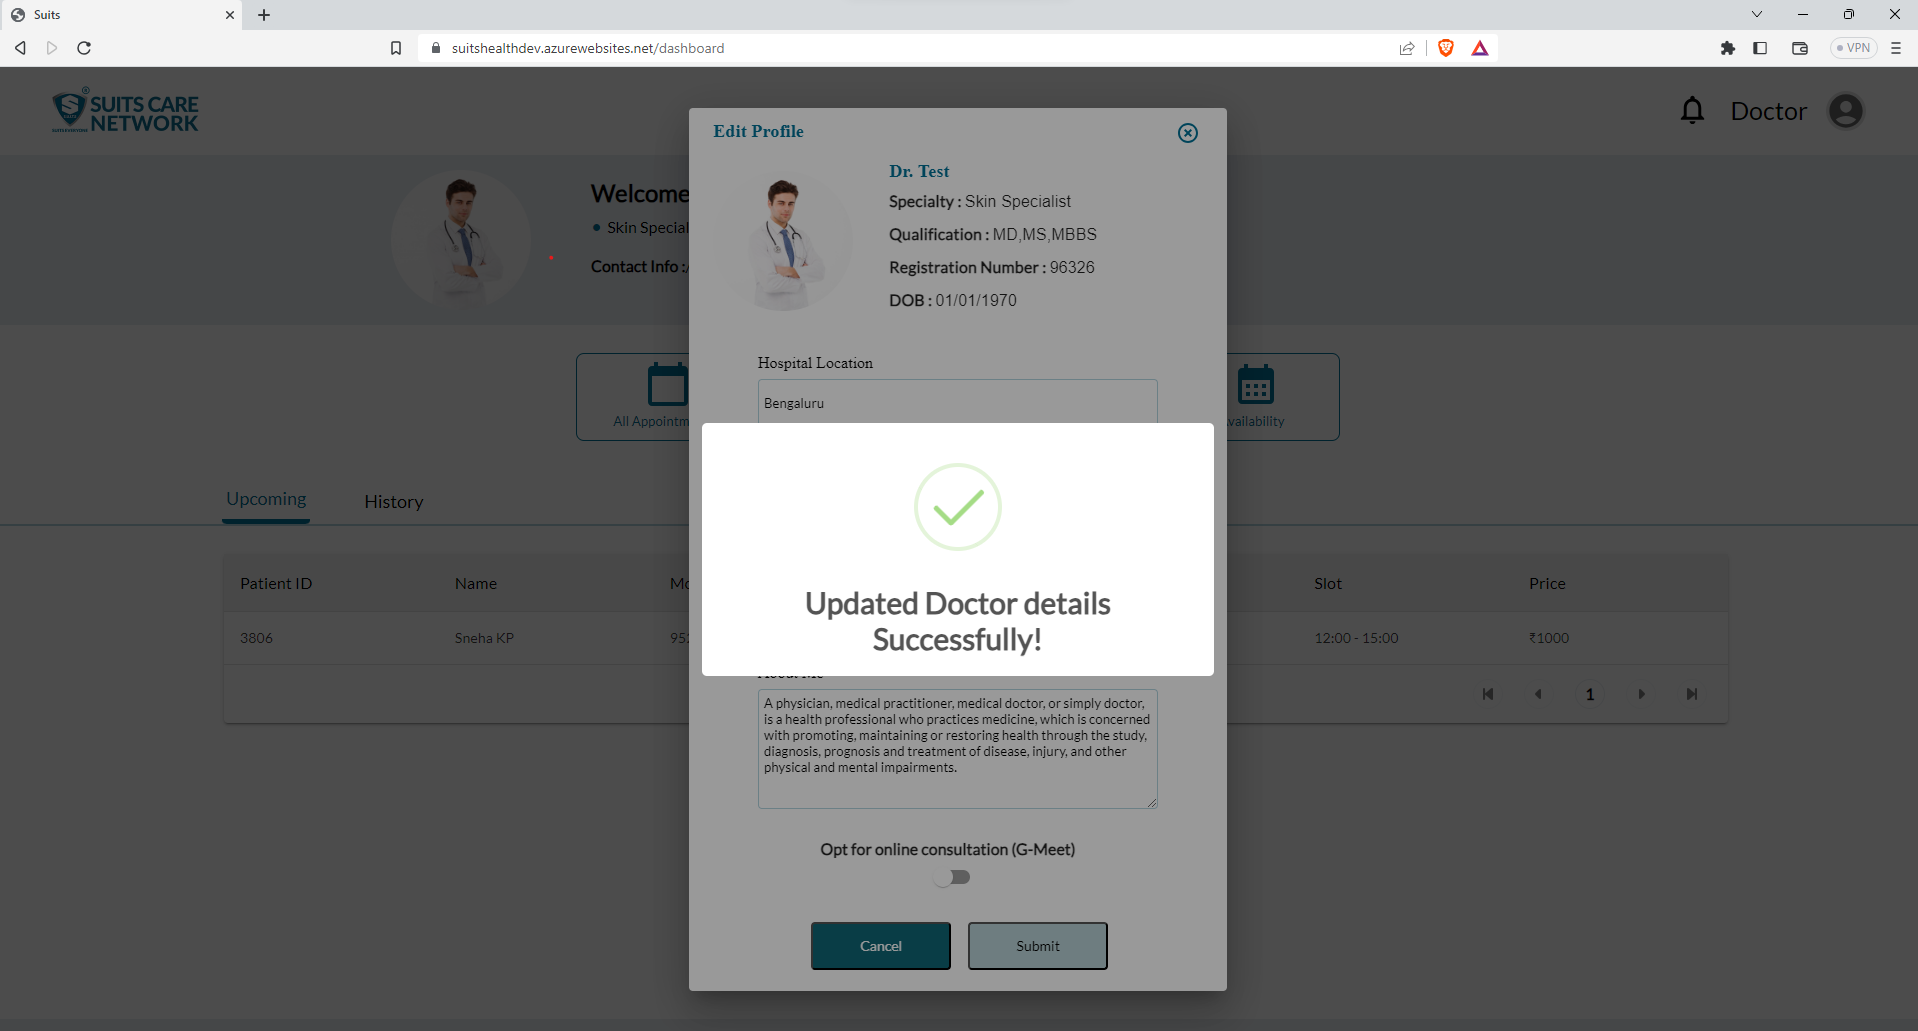 Suits
suitshealthdev.azurewebsites.net/dashboard
VPN
SUITS CARE
NETWORK
Doctor
Edit Profile
Dr. Test
Specialty : Skin Specialist
Qualification : MD,MS,MBBS
Registration Number : 96326
DOB : 01/01/1970
Welcome
Skin Special
Contact Info :
Hospital Location
Bengaluru
All Appointm
vailability
Updated Doctor details
Successfully!
Upcoming
History
Patient ID Name Mo Slot Price
3806 Sneha KP 952 12:00 - 15:00 ₹1000
1
About Me
A physician, medical practitioner, medical doctor, or simply doctor,
is a health professional who practices medicine, which is concerned
with promoting, maintaining or restoring health through the study,
diagnosis, prognosis and treatment of disease, injury, and other
physical and mental impairments.
Opt for online consultation (G-Meet)
Cancel
Submit